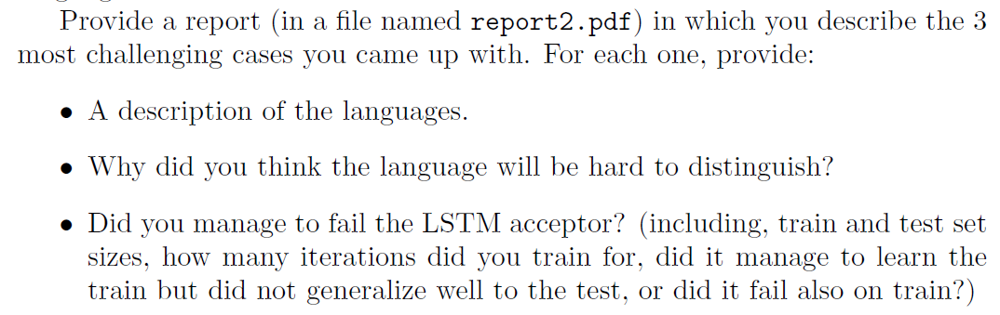 Provide a report (in a file named report2.pdf) in which you describe the 3
most challenging cases you came up with. For each one, provide:
• A description of the languages.
• Why did you think the language will be hard to distinguish?
• Did you manage to fail the LSTM acceptor? (including, train and test set
sizes, how many iterations did you train for, did it manage to learn the
train but did not generalize well to the test, or did it fail also on train?)